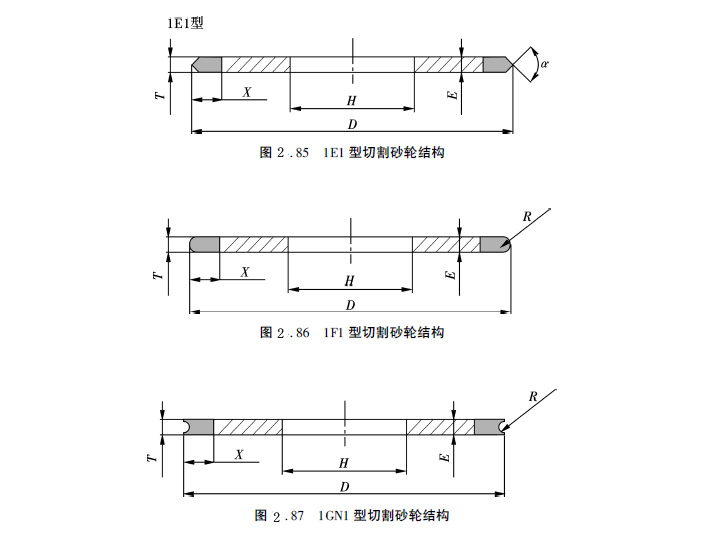 1E1型
α
T
X
H
E
D
图 2.85 1E1 型切割砂轮结构
R
T
X
H
E
D
图 2.86 1F1 型切割砂轮结构
R
T
X
H
E
D
图 2.87 1GN1 型切割砂轮结构